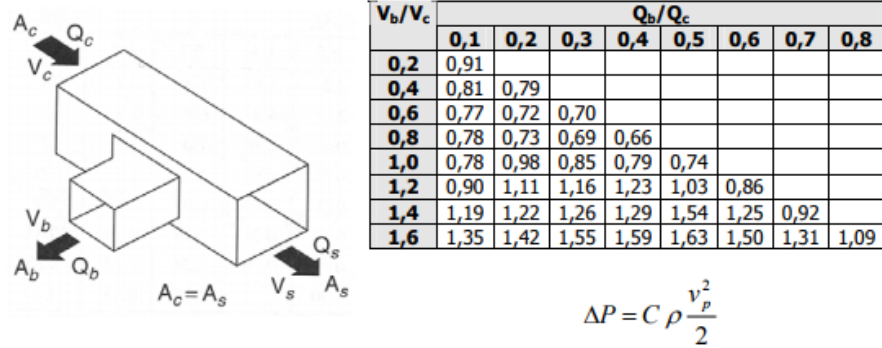 A_c Q_c
V_c
V_b
A_b Q_b
A_c = A_s
Q_s
V_s A_s
V_b/V_c Q_b/Q_c
0,1 0,2 0,3 0,4 0,5 0,6 0,7 0,8
0,2 0,91
0,4 0,81 0,79
0,6 0,77 0,72 0,70
0,8 0,78 0,73 0,69 0,66
1,0 0,78 0,98 0,85 0,79 0,74
1,2 0,90 1,11 1,16 1,23 1,03 0,86
1,4 1,19 1,22 1,26 1,29 1,54 1,25 0,92
1,6 1,35 1,42 1,55 1,59 1,63 1,50 1,31 1,09
ΔP = C ρ v_p^2/2